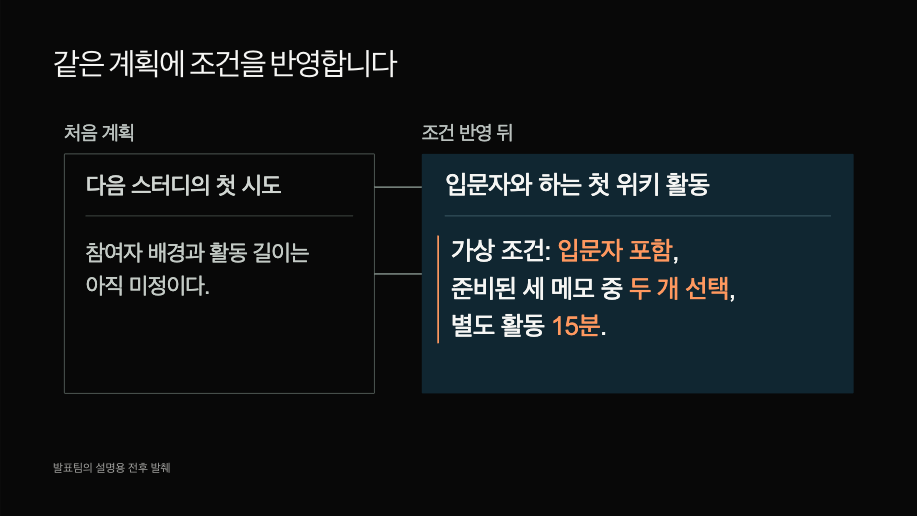 같은 계획에 조건을 반영합니다
처음 계획
다음 스터디의 첫 시도
참여자 배경과 활동 길이는
아직 미정이다.
조건 반영 뒤
입문자와 하는 첫 위키 활동
가상 조건: 입문자 포함,
준비된 세 메모 중 두 개 선택,
별도 활동 15분.
발표팀의 설명용 전후 발췌